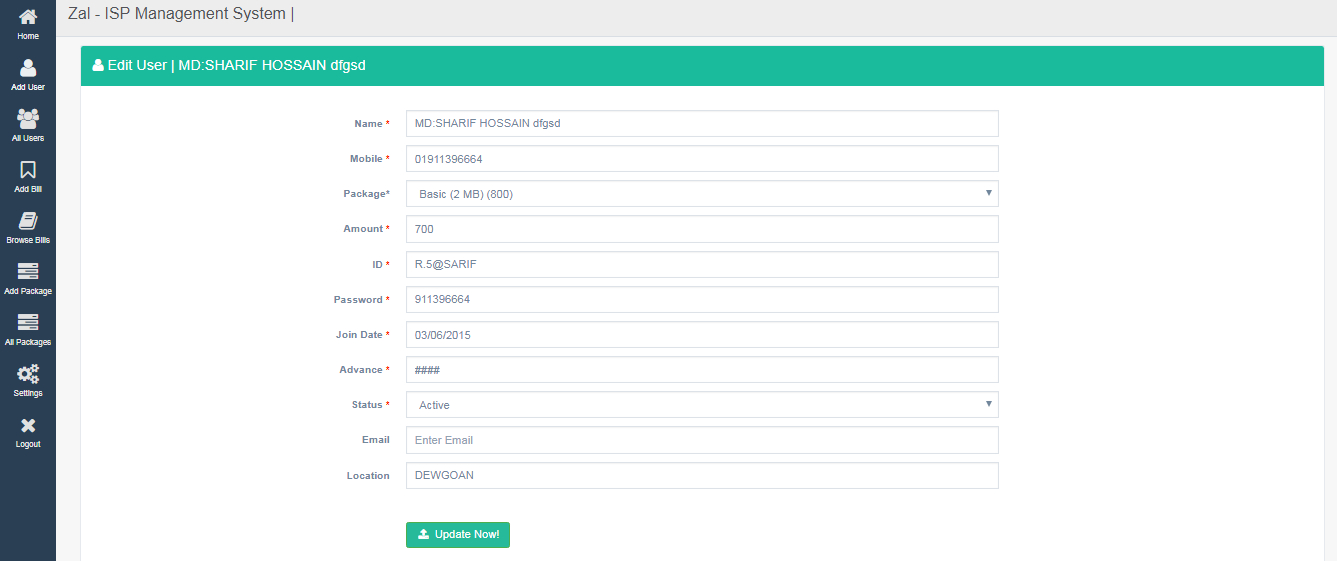 Zal - ISP Management System |
Home
Add User
All Users
Add Bill
Browse Bills
Add Package
All Packages
Settings
Logout
Edit User | MD:SHARIF HOSSAIN dfgsd
Name * MD:SHARIF HOSSAIN dfgsd
Mobile * 01911396664
Package* Basic (2 MB) (800)
Amount * 700
ID * R.5@SARIF
Password * 911396664
Join Date * 03/06/2015
Advance * ####
Status * Active
Email Enter Email
Location DEWGOAN
Update Now!